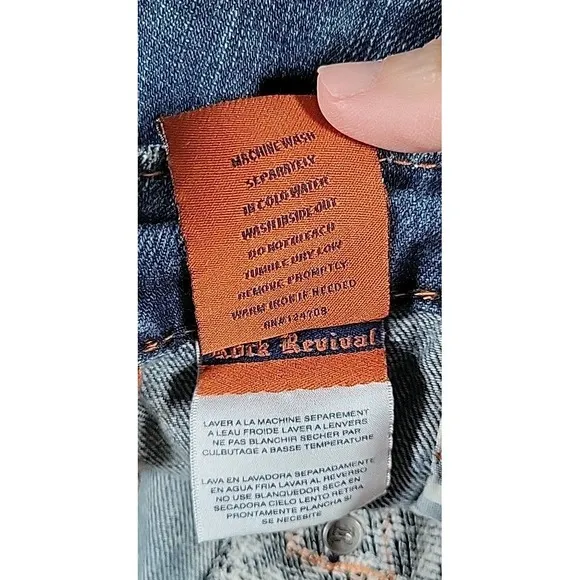 MACHINE WASH
SEPARATELY
IN COLD WATER
WASH INSIDE OUT
DO NOT BLEACH
TUMBLE DRY LOW
REMOVE PROMPTLY
WARM IRON IF NEEDED
RN# 124708
Rock Revival
LAVER A LA MACHINE SEPAREMENT
A LEAU FROIDE LAVER A LENVERS
NE PAS BLANCHIR SECHER PAR
CULBUTAGE A BASSE TEMPERATURE
LAVA EN LAVADORA SEPARADAMENTE
EN AGUA FRIA LAVAR AL REVERSO
NO USE BLANQUEDOR SECA EN
SECADORA CIELO LENTO RETIRA
PRONTAMENTE PLANCHA SI
SE NECESITE